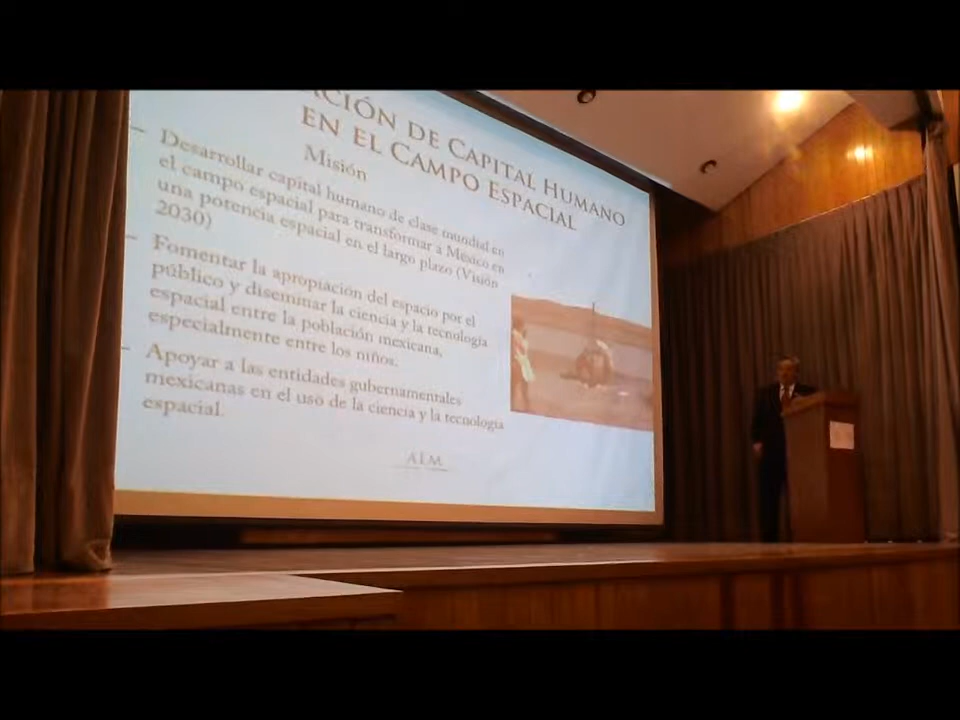 ACIÓN DE CAPITAL HUMANO
EN EL CAMPO ESPACIAL
Misión
– Desarrollar capital humano de clase mundial en
el campo espacial para transformar a México en
una potencia espacial en el largo plazo (Visión
2030)
– Fomentar la apropiación del espacio por el
público y diseminar la ciencia y la tecnología
espacial entre la población mexicana,
especialmente entre los niños.
– Apoyar a las entidades gubernamentales
mexicanas en el uso de la ciencia y la tecnología
espacial.